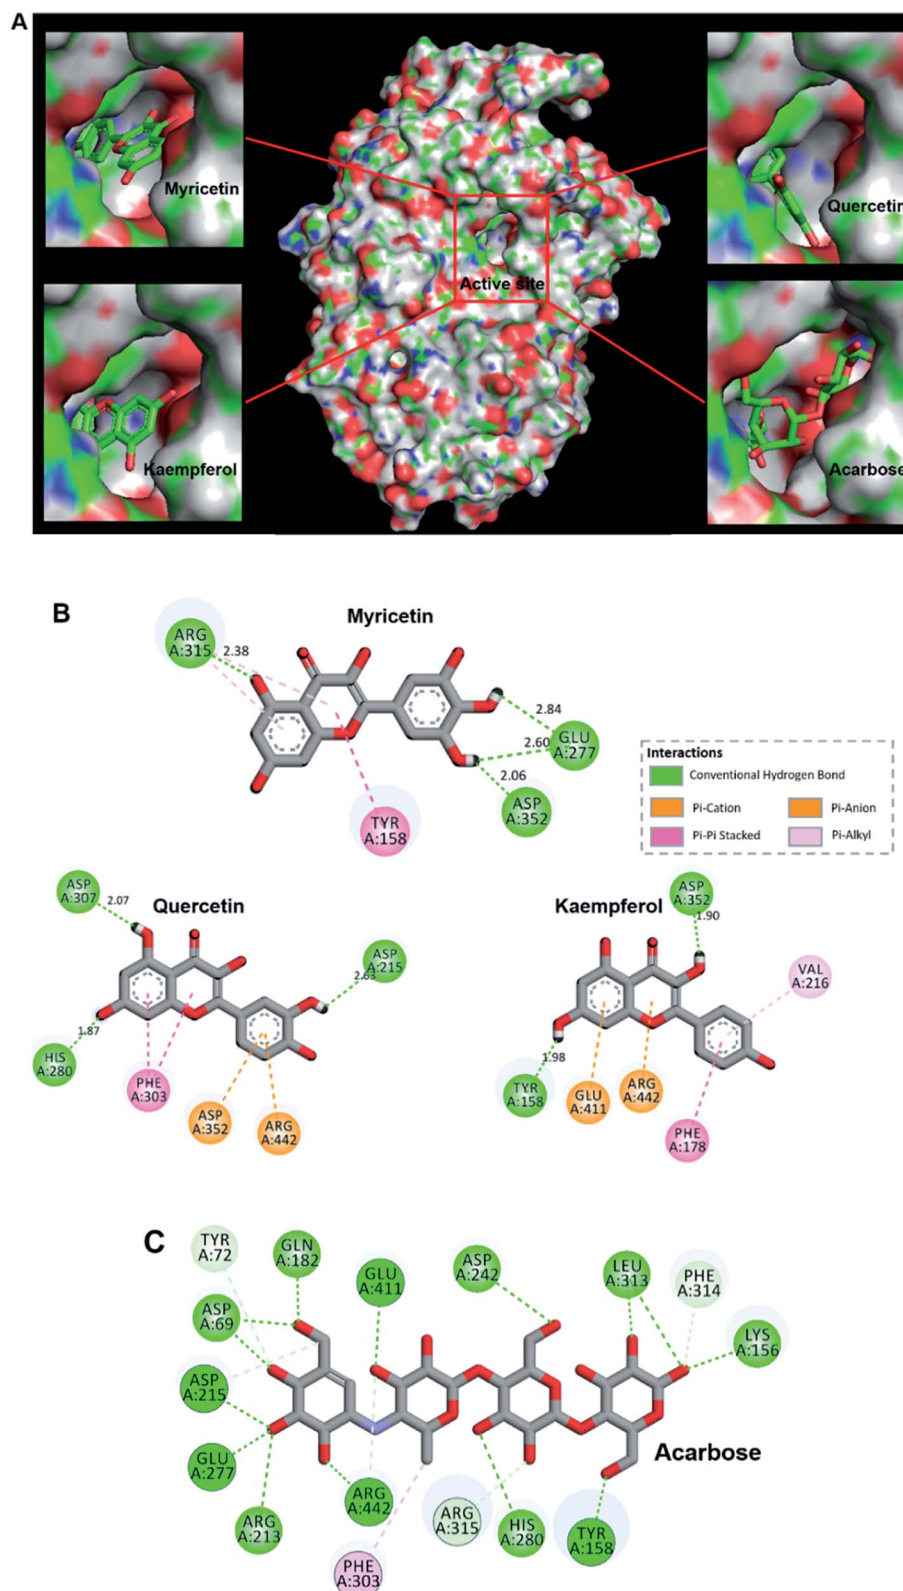 A
Myricetin
Quercetin
Active site
Kaempferol
Acarbose
B
Myricetin
ARG
A:315
2.38
2.84
GLU
A:277
2.60
2.06
ASP
A:352
TYR
A:158
Interactions
Conventional Hydrogen Bond
Pi-Cation
Pi-Anion
Pi-Pi Stacked
Pi-Alkyl
Quercetin
ASP
A:307
2.07
ASP
A:215
2.63
1.87
HIS
A:280
PHE
A:303
ASP
A:352
ARG
A:442
Kaempferol
ASP
A:352
1.90
VAL
A:216
1.98
TYR
A:158
GLU
A:411
ARG
A:442
PHE
A:178
C
TYR
A:72
GLN
A:182
GLU
A:411
ASP
A:242
LEU
A:313
PHE
A:314
ASP
A:69
LYS
A:156
ASP
A:215
Acarbose
GLU
A:277
ARG
A:442
ARG
A:213
ARG
A:315
HIS
A:280
TYR
A:158
PHE
A:303